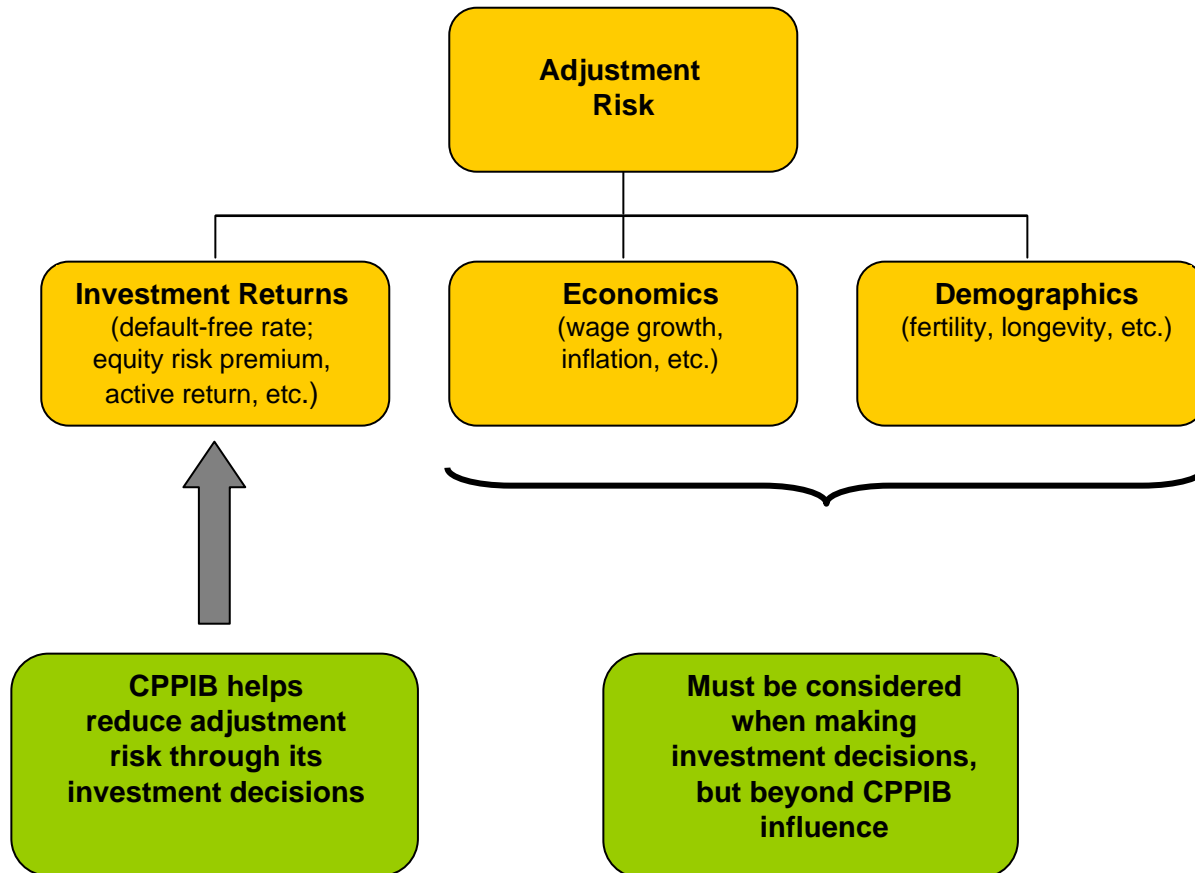 Adjustment
Risk
Investment Returns
(default-free rate;
equity risk premium,
active return, etc.)
Economics
(wage growth,
inflation, etc.)
Demographics
(fertility, longevity, etc.)
CPPIB helps
reduce adjustment
risk through its
investment decisions
Must be considered
when making
investment decisions,
but beyond CPPIB
influence